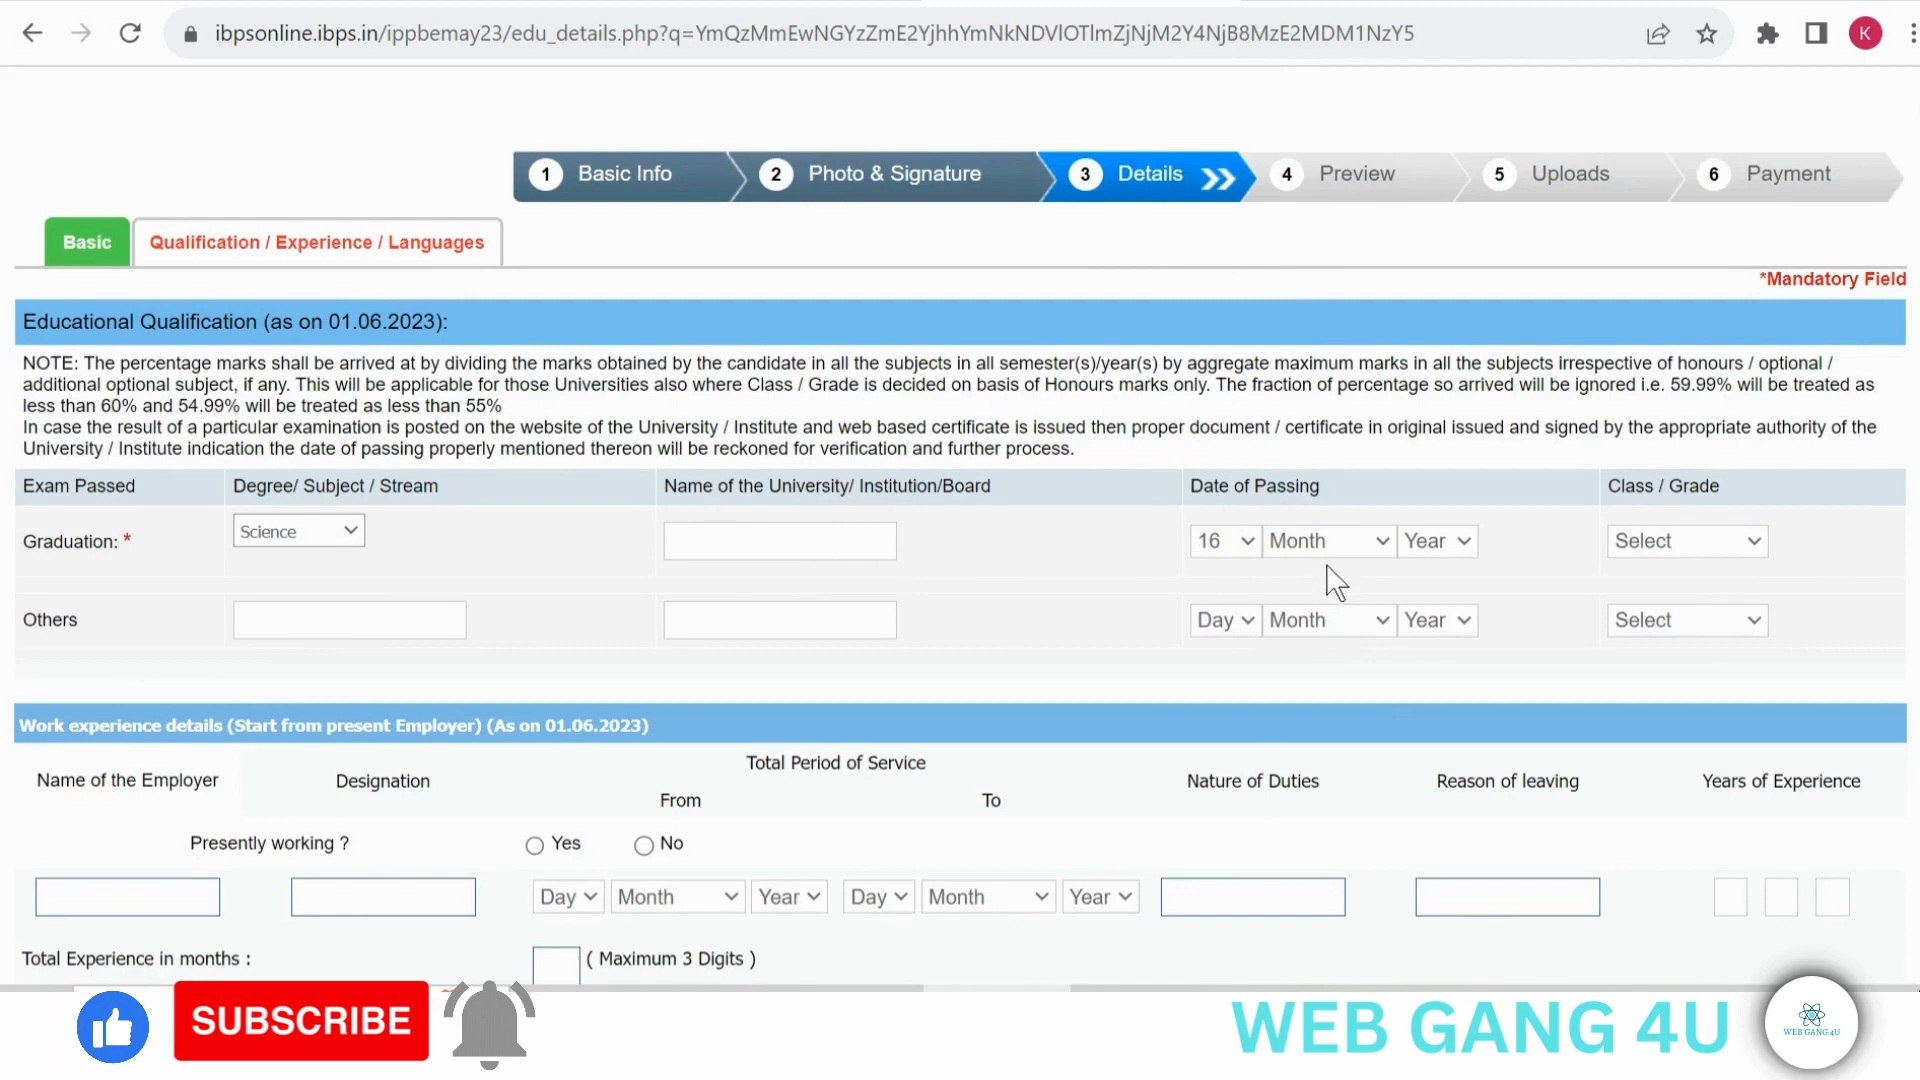 ibpsonline.ibps.in/ippbemay23/edu_details.php?q=YmQzMmEwNGYzZmE2YjhhYmNkNDVlOTlmZjNjM2Y4NjB8MzE2MDM1NzY5
K
1 Basic Info
2 Photo & Signature
3 Details
4 Preview
5 Uploads
6 Payment
Basic
Qualification / Experience / Languages
*Mandatory Field
Educational Qualification (as on 01.06.2023):
NOTE: The percentage marks shall be arrived at by dividing the marks obtained by the candidate in all the subjects in all semester(s)/year(s) by aggregate maximum marks in all the subjects irrespective of honours / optional /
additional optional subject, if any. This will be applicable for those Universities also where Class / Grade is decided on basis of Honours marks only. The fraction of percentage so arrived will be ignored i.e. 59.99% will be treated as
less than 60% and 54.99% will be treated as less than 55%
In case the result of a particular examination is posted on the website of the University / Institute and web based certificate is issued then proper document / certificate in original issued and signed by the appropriate authority of the
University / Institute indication the date of passing properly mentioned thereon will be reckoned for verification and further process.
Exam Passed Degree/ Subject / Stream Name of the University/ Institution/Board Date of Passing Class / Grade
Graduation: * Science 16 Month Year Select
Others Day Month Year Select
Work experience details (Start from present Employer) (As on 01.06.2023)
Name of the Employer Designation Total Period of Service Nature of Duties Reason of leaving Years of Experience
From To
Presently working ? Yes No
Day Month Year Day Month Year
Total Experience in months : ( Maximum 3 Digits )
SUBSCRIBE
WEB GANG 4U
WEB GANG 4U